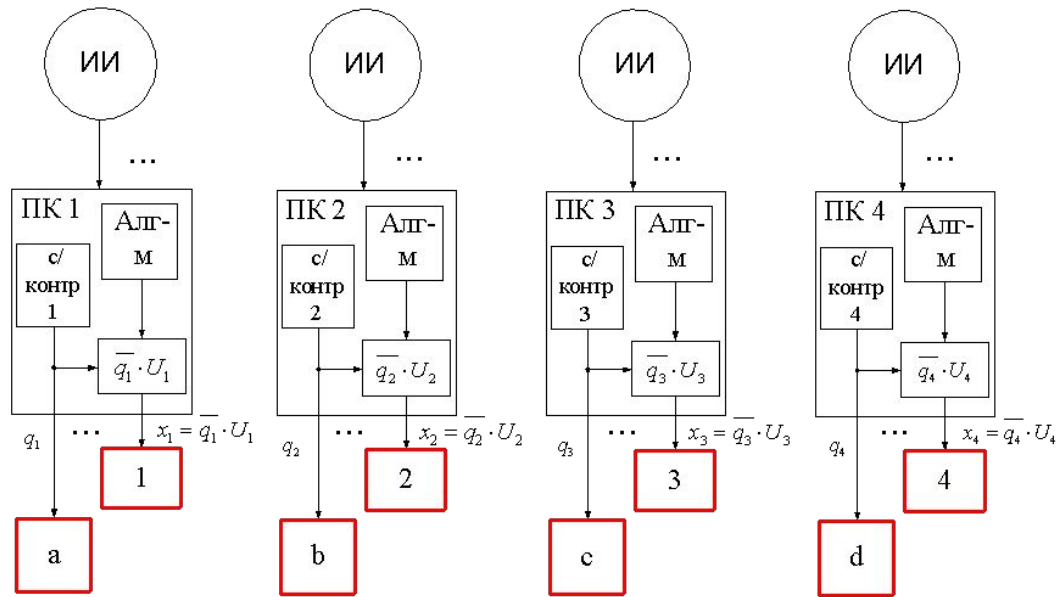 ИИ ИИ ИИ ИИ
... ... ... ...
ПК 1 ПК 2 ПК 3 ПК 4
Алг- Алг- Алг- Алг-
м м м м
с/ с/ с/ с/
контр контр контр контр
1 2 3 4
q̅₁ · U₁ q̅₂ · U₂ q̅₃ · U₃ q̅₄ · U₄
q₁ ... x₁ = q̅₁ · U₁ q₂ ... x₂ = q̅₂ · U₂ q₃ ... x₃ = q̅₃ · U₃ q₄ ... x₄ = q̅₄ · U₄
1 2 3 4
a b c d